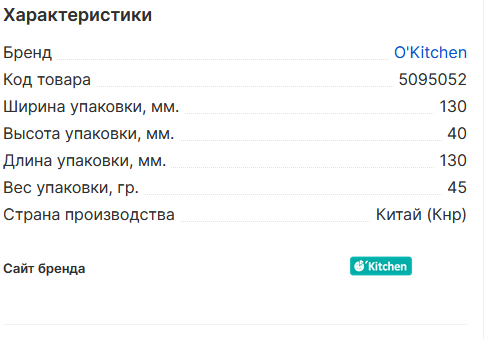 Характеристики
Бренд O'Kitchen
Код товара 5095052
Ширина упаковки, мм. 130
Высота упаковки, мм. 40
Длина упаковки, мм. 130
Вес упаковки, гр. 45
Страна производства Китай (Кнр)
Сайт бренда O'Kitchen